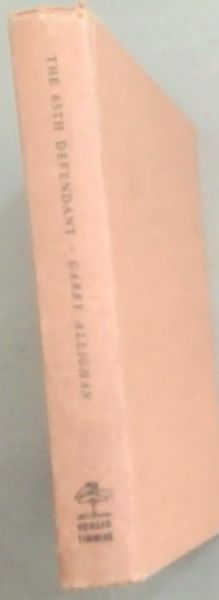 THE 65TH DEFENDANT · GARRY ALLIGHAN
HOWARD
TIMMINS